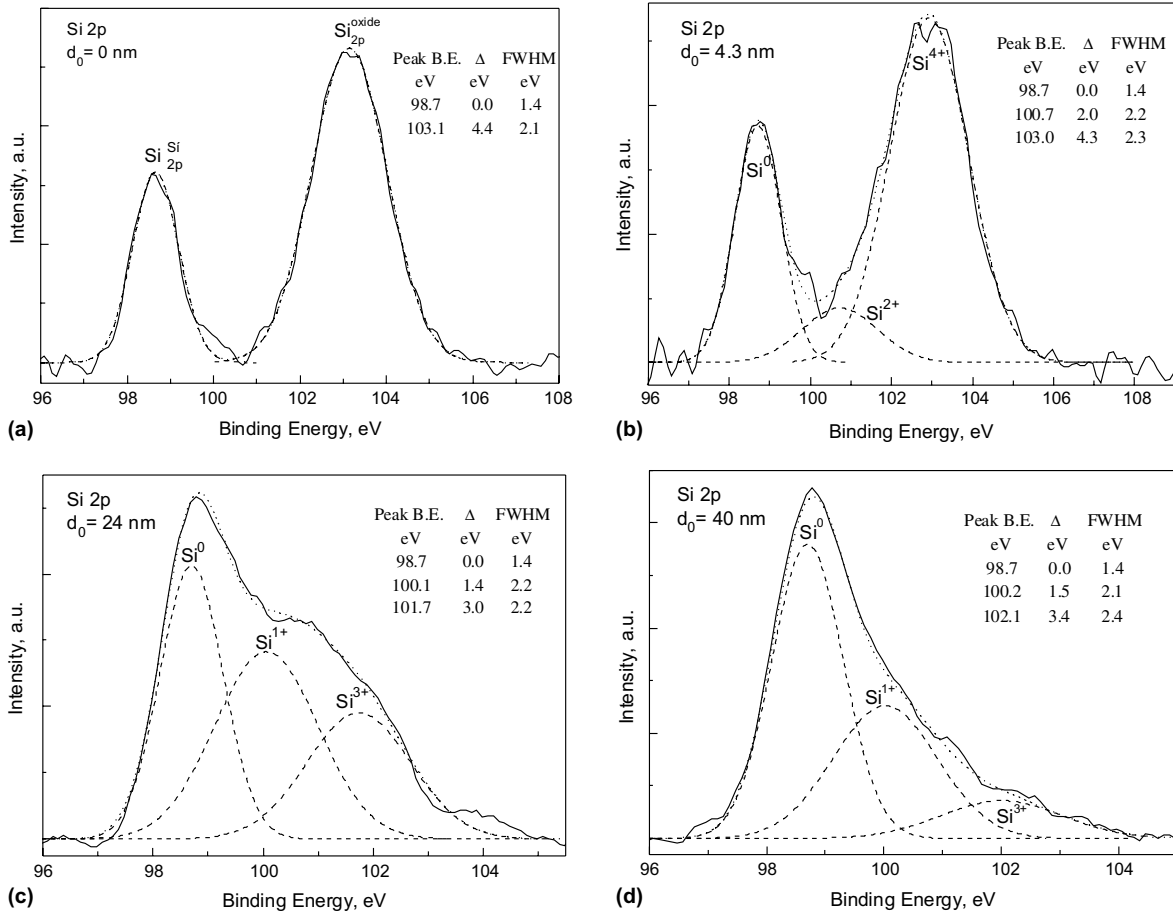 Si 2p
d0= 0 nm
Si 2p Si
Si 2p oxide
Peak B.E. Δ FWHM
eV eV eV
98.7 0.0 1.4
103.1 4.4 2.1
Intensity, a.u.
96 98 100 102 104 106 108
(a) Binding Energy, eV
Si 2p
d0= 4.3 nm
Si0
Si2+
Si4+
Peak B.E. Δ FWHM
eV eV eV
98.7 0.0 1.4
100.7 2.0 2.2
103.0 4.3 2.3
Intensity, a.u.
96 98 100 102 104 106 108
(b) Binding Energy, eV
Si 2p
d0= 24 nm
Si0
Si1+
Si3+
Peak B.E. Δ FWHM
eV eV eV
98.7 0.0 1.4
100.1 1.4 2.2
101.7 3.0 2.2
Intensity, a.u.
96 98 100 102 104
(c) Binding Energy, eV
Si 2p
d0= 40 nm
Si0
Si1+
Si3+
Peak B.E. Δ FWHM
eV eV eV
98.7 0.0 1.4
100.2 1.5 2.1
102.1 3.4 2.4
Intensity, a.u.
96 98 100 102 104
(d) Binding Energy, eV